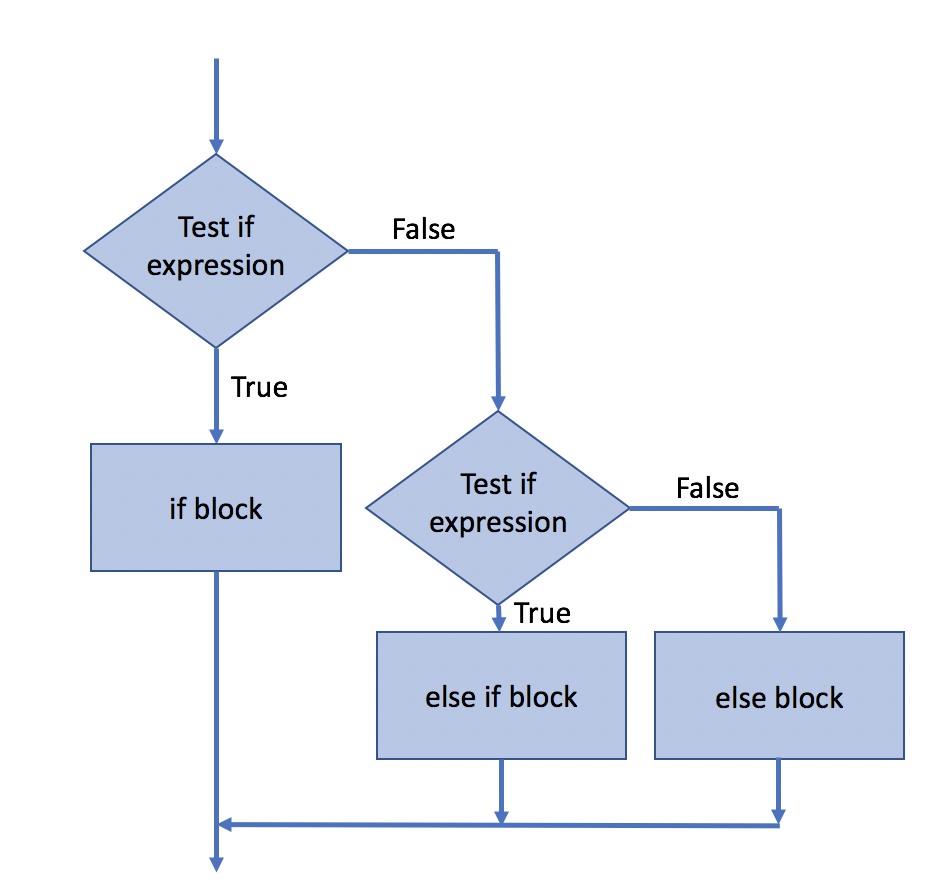 Test if
expression
False
True
if block
Test if
expression
False
True
else if block
else block